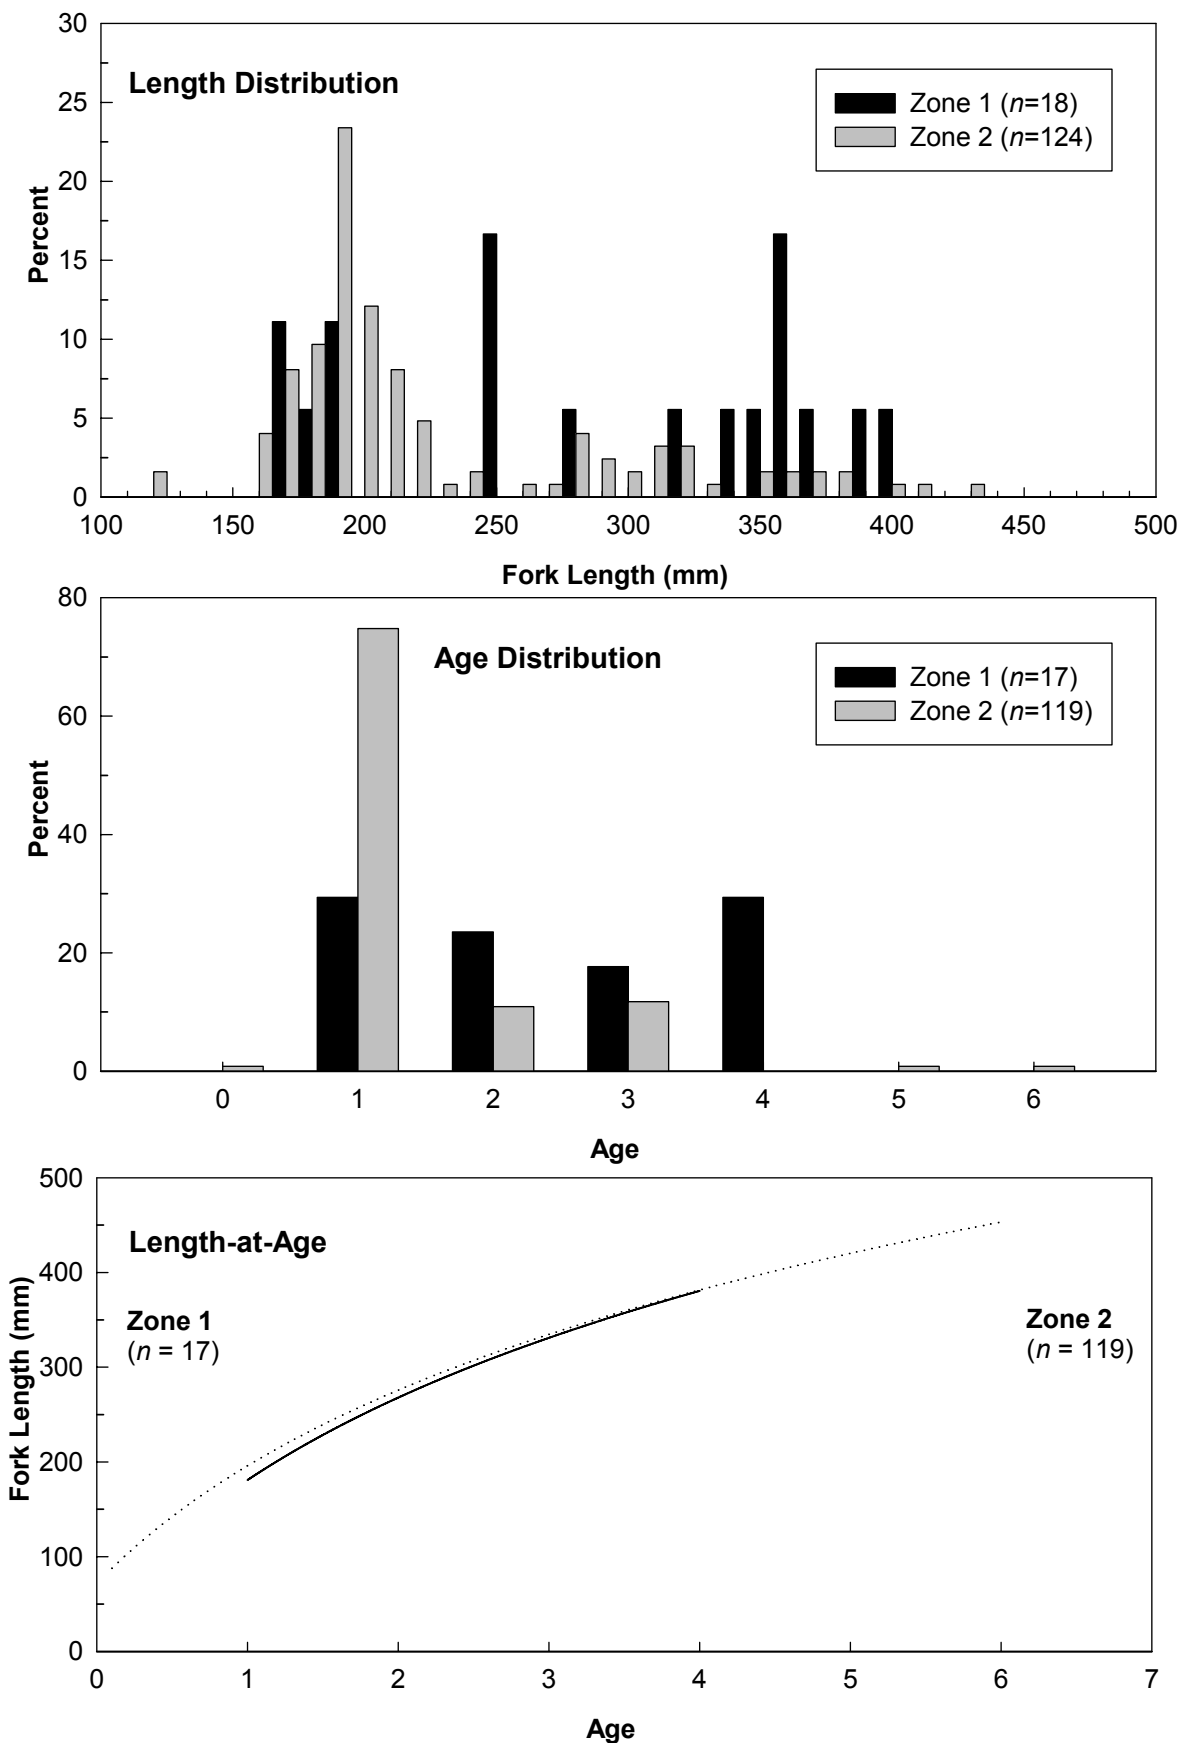 30
25
20
15
10
5
0
Percent
Length Distribution
Zone 1 (n=18)
Zone 2 (n=124)
100 150 200 250 300 350 400 450 500
Fork Length (mm)
80
60
40
20
0
Percent
Age Distribution
Zone 1 (n=17)
Zone 2 (n=119)
0 1 2 3 4 5 6
Age
500
400
300
200
100
0
Fork Length (mm)
Length-at-Age
Zone 1
(n = 17)
Zone 2
(n = 119)
0 1 2 3 4 5 6 7
Age